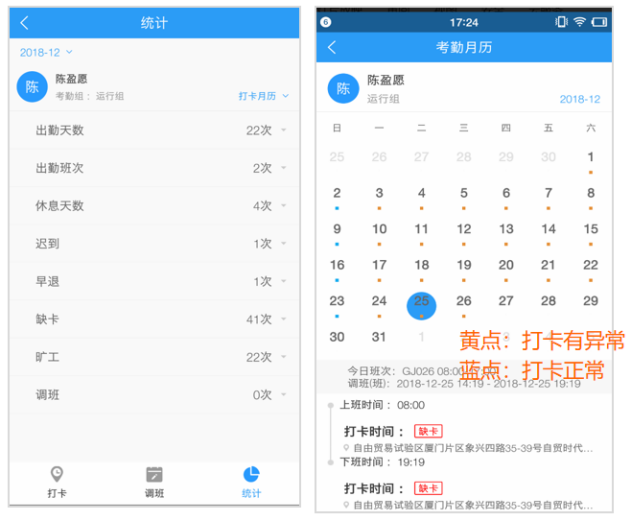 统计
2018-12
陈
陈盈愿
考勤组：运行组
打卡月历
出勤天数 22次
出勤班次 2次
休息天数 4次
迟到 1次
早退 1次
缺卡 41次
旷工 22次
调班 0次
打卡 调班 统计
6 17:24
考勤月历
陈
陈盈愿
运行组
2018-12
日 一 二 三 四 五 六
25 26 27 28 29 30 1
2 3 4 5 6 7 8
9 10 11 12 13 14 15
16 17 18 19 20 21 22
23 24 25 26 27 28 29
30 31 1
黄点：打卡有异常
蓝点：打卡正常
今日班次：GJ026 08:00
调班(班)：2018-12-25 14:19 - 2018-12-25 19:19
上班时间：08:00
打卡时间：缺卡
自由贸易试验区厦门片区象兴四路35-39号自贸时代...
下班时间：19:19
打卡时间：缺卡
自由贸易试验区厦门片区象兴四路35-39号自贸时代...